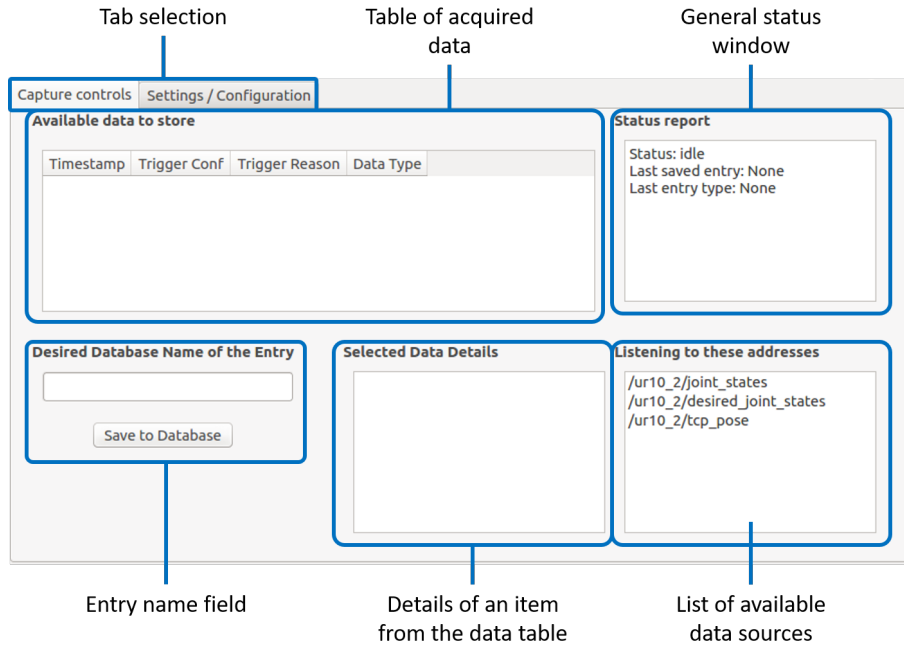 Tab selection
Table of acquired
data
General status
window
Capture controls
Settings / Configuration
Available data to store
Timestamp
Trigger Conf
Trigger Reason
Data Type
Status report
Status: idle
Last saved entry: None
Last entry type: None
Desired Database Name of the Entry
Save to Database
Selected Data Details
Listening to these addresses
/ur10_2/joint_states
/ur10_2/desired_joint_states
/ur10_2/tcp_pose
Entry name field
Details of an item
from the data table
List of available
data sources